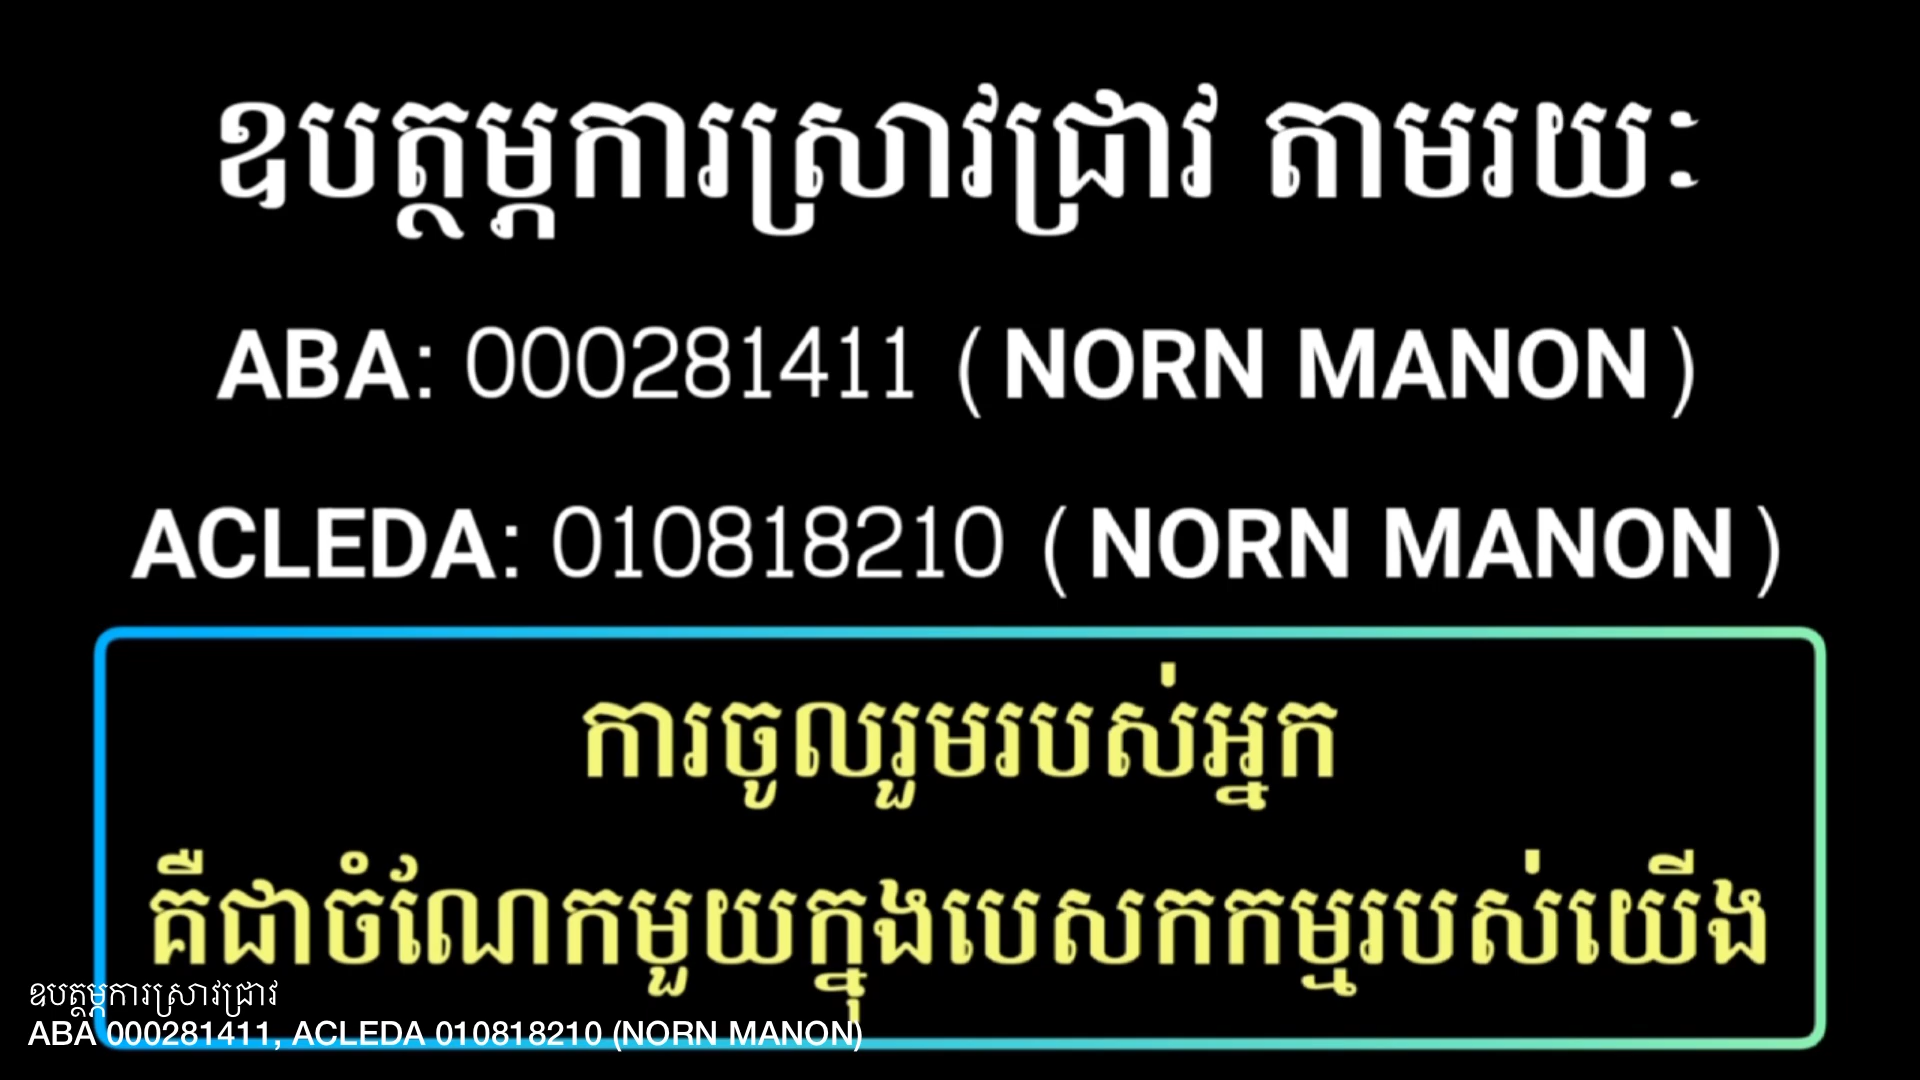 ឧបត្ថម្ភការស្រាវជ្រាវ តាមរយៈ
ABA: 000281411 (NORN MANON)
ACLEDA: 010818210 (NORN MANON)
ការចូលរួមរបស់អ្នក
គឺជាចំណែកមួយក្នុងបេសកកម្មរបស់យើង
ឧបត្ថម្ភការស្រាវជ្រាវ
ABA 000281411, ACLEDA 010818210 (NORN MANON)